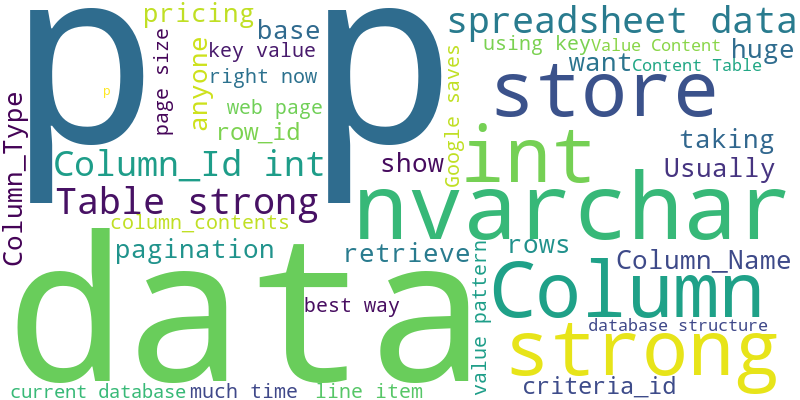 p p
pricing
base
anyone
page size
key value
right now
p
web page
row_id
Column_Type
Column_Id int
Table strong
show
column_contents
pagination
retrieve
data
best way
current database
much time
line item
spreadsheet data
using key
Value Content
huge
want
Content Table
Google saves
store
int
taking
Usually
nvarchar
rows
Column_Name
Column
value pattern
database structure
strong
criteria_id